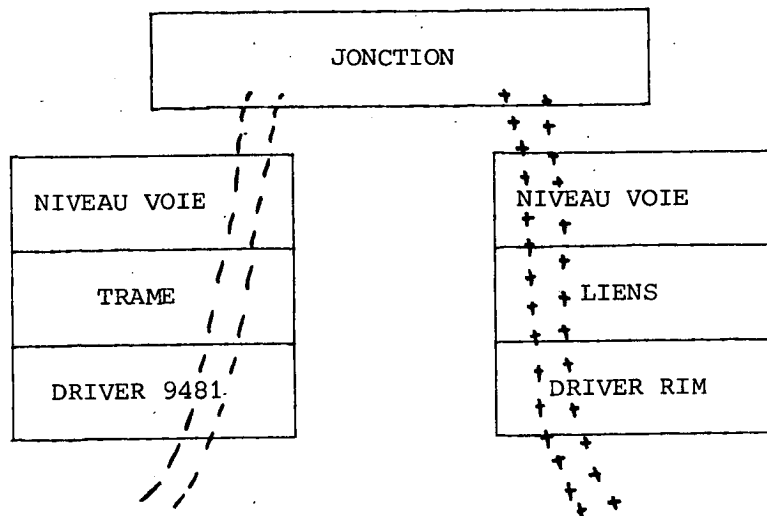 JONCTION
NIVEAU VOIE
TRAME
DRIVER 9481
NIVEAU VOIE
LIENS
DRIVER RIM